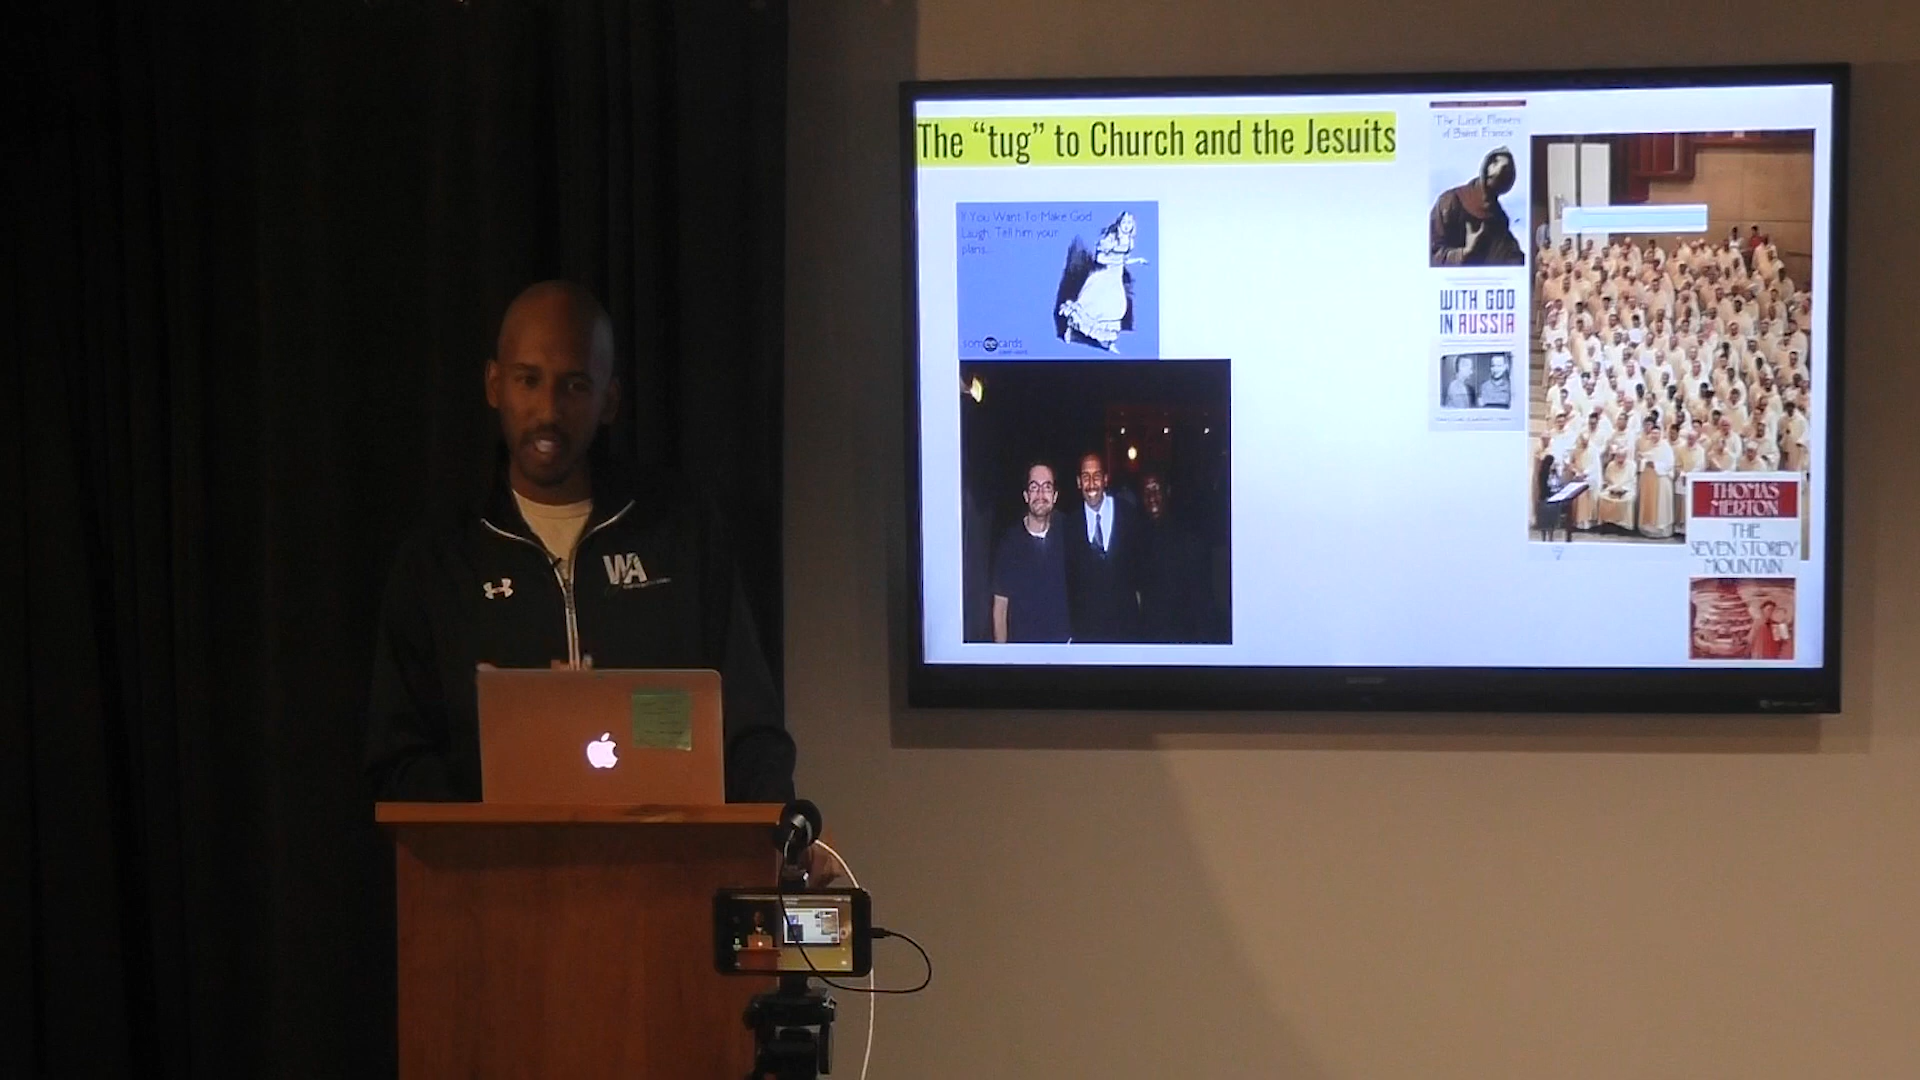 The “tug” to Church and the Jesuits
If You Want To Make God
Laugh, Tell him your
plans...
someecards
The Little Flowers
of Saint Francis
WITH GOD
IN RUSSIA
THOMAS
MERTON
THE
SEVEN STOREY
MOUNTAIN
WA